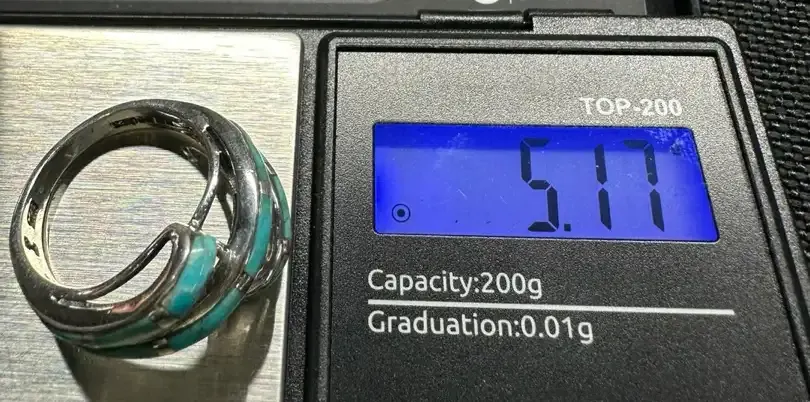 TOP-200
5.17
Capacity:200g
Graduation:0.01g